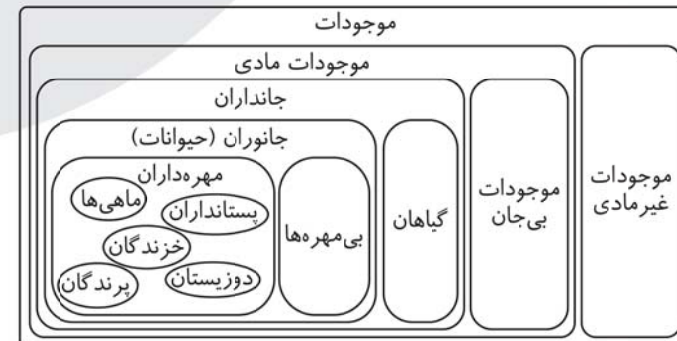 موجودات
موجودات مادی
جانداران
جانوران (حیوانات)
مهره‌داران
ماهی‌ها
پستانداران
خزندگان
دوزیستان
پرندگان
بی‌مهره‌ها
گیاهان
موجودات
بی‌جان
موجودات
غیرمادی